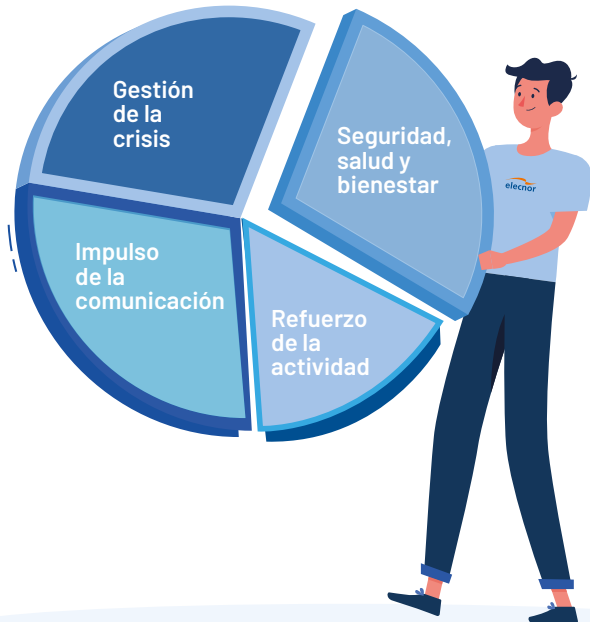 Gestión
de la
crisis
Seguridad,
salud y
bienestar
elecnor
Impulso
de la
comunicación
Refuerzo
de la
actividad